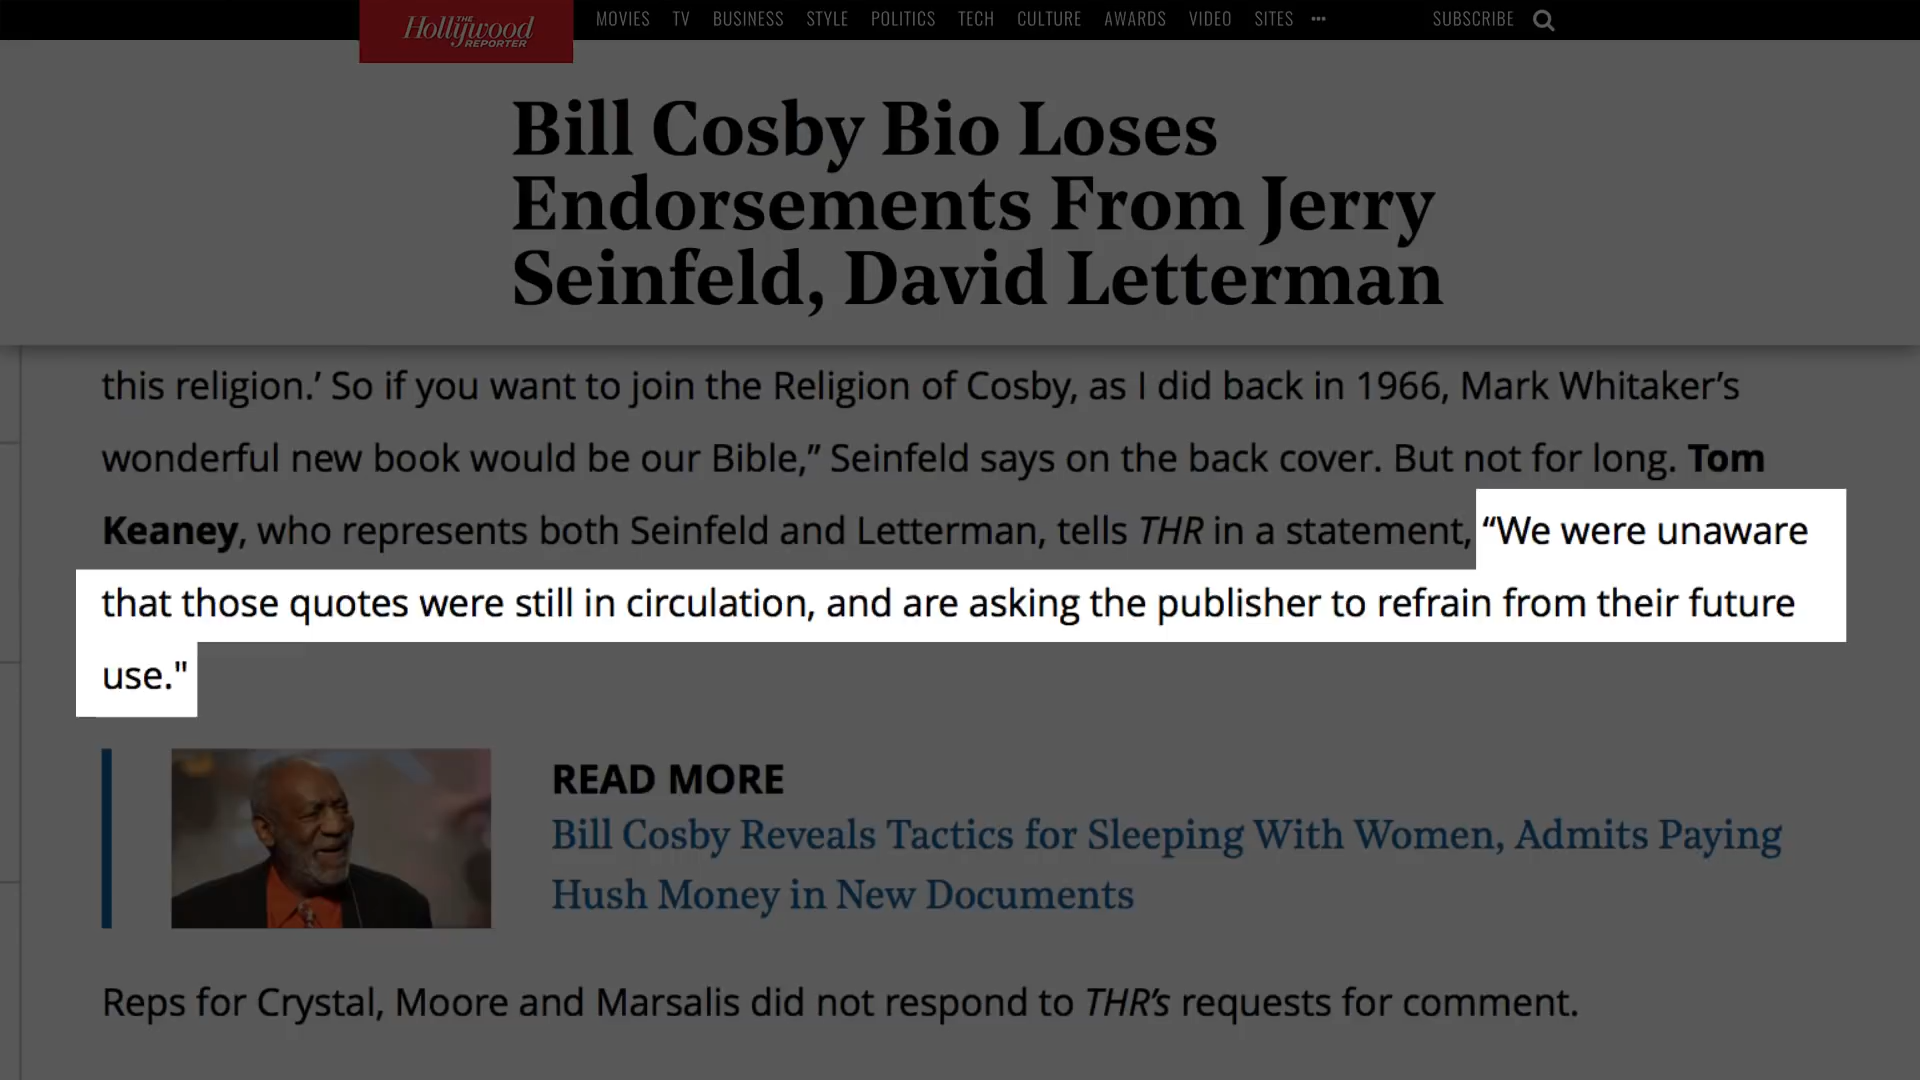 THE Hollywood REPORTER
MOVIES TV BUSINESS STYLE POLITICS TECH CULTURE AWARDS VIDEO SITES ••• SUBSCRIBE
Bill Cosby Bio Loses
Endorsements From Jerry
Seinfeld, David Letterman
this religion.’ So if you want to join the Religion of Cosby, as I did back in 1966, Mark Whitaker’s
wonderful new book would be our Bible,” Seinfeld says on the back cover. But not for long. Tom
Keaney, who represents both Seinfeld and Letterman, tells THR in a statement, “We were unaware
that those quotes were still in circulation, and are asking the publisher to refrain from their future
use."
READ MORE
Bill Cosby Reveals Tactics for Sleeping With Women, Admits Paying
Hush Money in New Documents
Reps for Crystal, Moore and Marsalis did not respond to THR’s requests for comment.